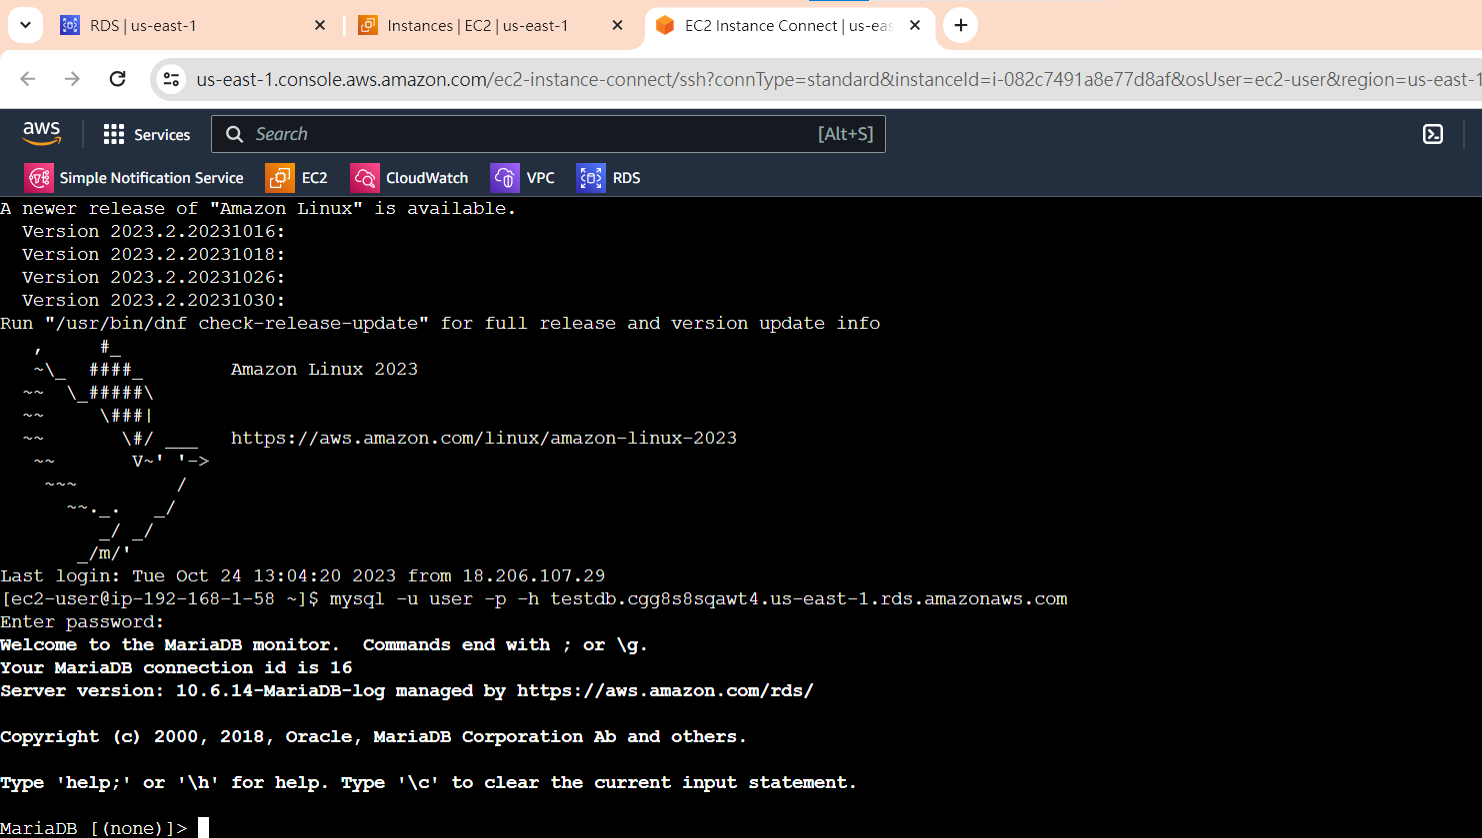 RDS | us-east-1
Instances | EC2 | us-east-1
EC2 Instance Connect | us-eas
us-east-1.console.aws.amazon.com/ec2-instance-connect/ssh?connType=standard&instanceId=i-082c7491a8e77d8af&osUser=ec2-user&region=us-east-1
aws
Services
Search
[Alt+S]
Simple Notification Service
EC2
CloudWatch
VPC
RDS
A newer release of "Amazon Linux" is available.
  Version 2023.2.20231016:
  Version 2023.2.20231018:
  Version 2023.2.20231026:
  Version 2023.2.20231030:
Run "/usr/bin/dnf check-release-update" for full release and version update info
   ,     #_
   ~\_  ####_        Amazon Linux 2023
  ~~  \_#####\
  ~~     \###|
  ~~       \#/ ___   https://aws.amazon.com/linux/amazon-linux-2023
   ~~       V~' '->
    ~~~         /
      ~~._.   _/
         _/ _/
       _/m/'
Last login: Tue Oct 24 13:04:20 2023 from 18.206.107.29
[ec2-user@ip-192-168-1-58 ~]$ mysql -u user -p -h testdb.cgg8s8sqawt4.us-east-1.rds.amazonaws.com
Enter password:
Welcome to the MariaDB monitor.  Commands end with ; or \g.
Your MariaDB connection id is 16
Server version: 10.6.14-MariaDB-log managed by https://aws.amazon.com/rds/
Copyright (c) 2000, 2018, Oracle, MariaDB Corporation Ab and others.
Type 'help;' or '\h' for help. Type '\c' to clear the current input statement.
MariaDB [(none)]>